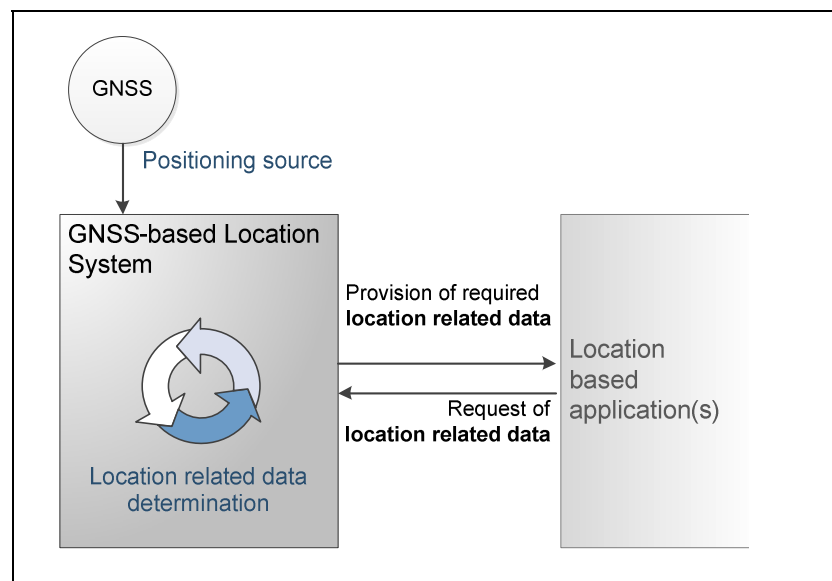 GNSS
Positioning source
GNSS-based Location
System
Provision of required
location related data
Location
based
application(s)
Request of
location related data
Location related data
determination